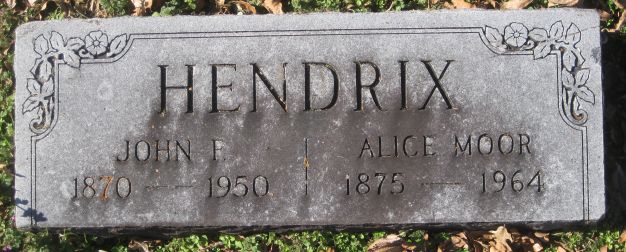 HENDRIX
JOHN F. ALICE MOOR
1870 — 1950 1875 — 1964